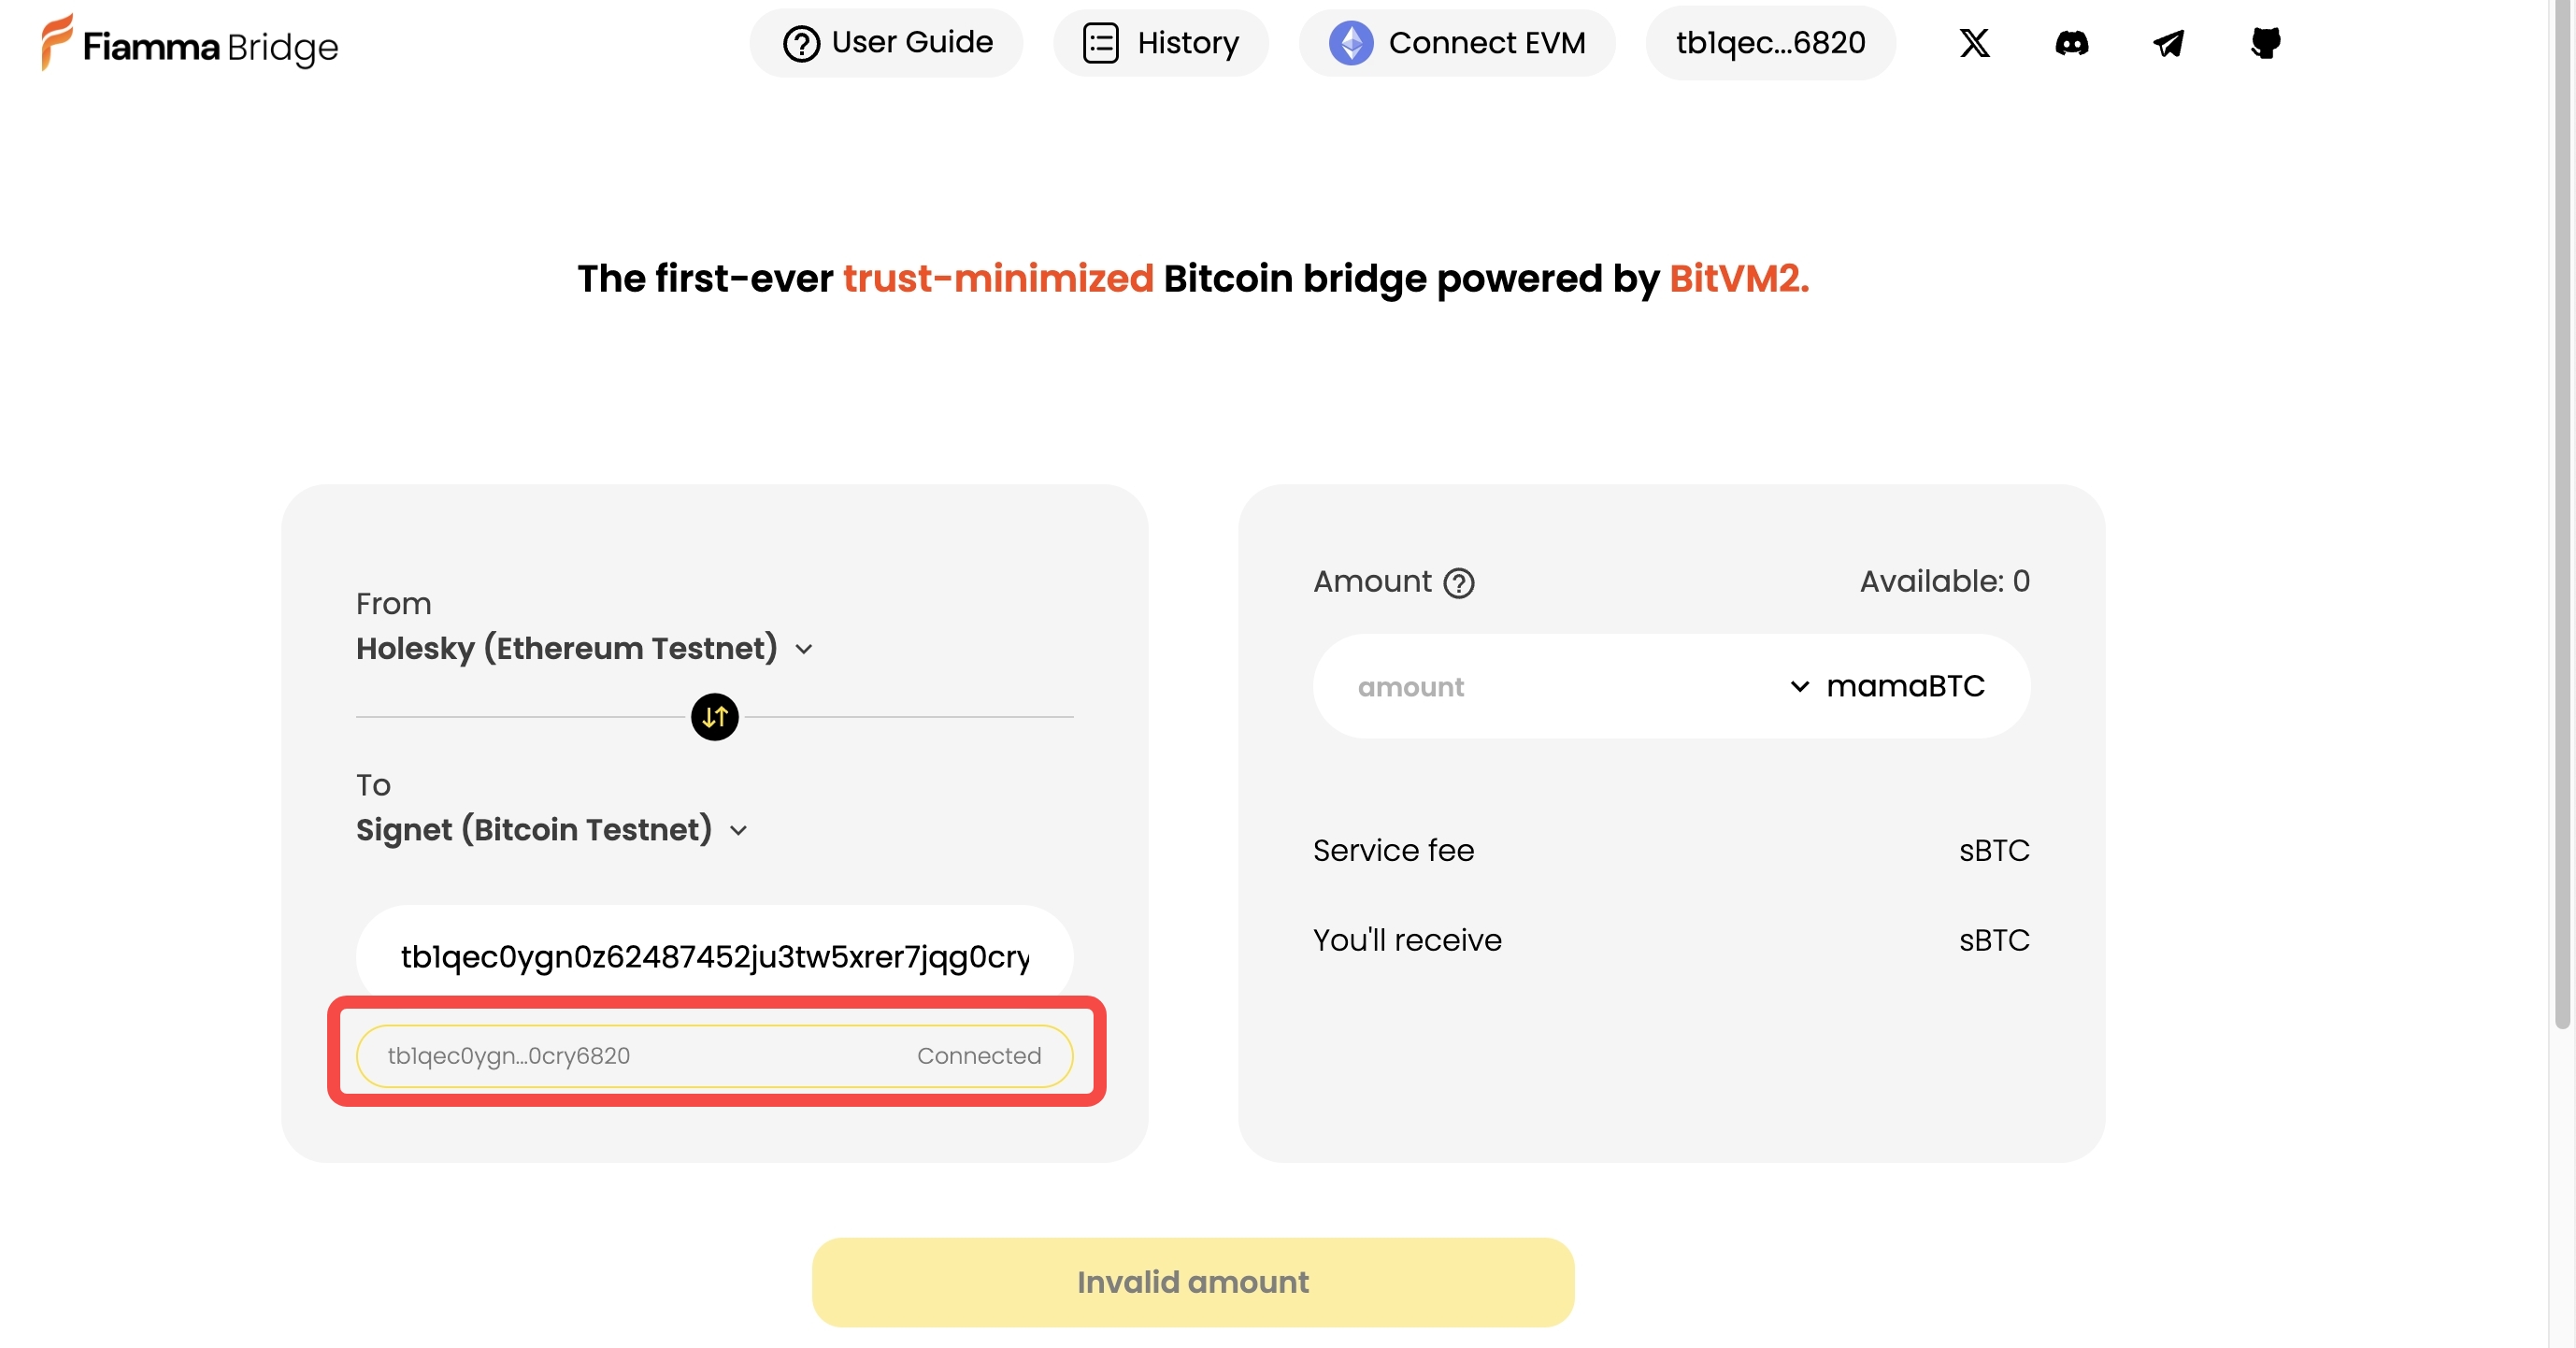 Fiamma Bridge
User Guide
History
Connect EVM
tb1qec...6820
The first-ever trust-minimized Bitcoin bridge powered by BitVM2.
From
Holesky (Ethereum Testnet)
To
Signet (Bitcoin Testnet)
tb1qec0ygn0z62487452ju3tw5xrer7jqg0cry
tb1qec0ygn...0cry6820 Connected
Amount Available: 0
amount mamaBTC
Service fee sBTC
You'll receive sBTC
Invalid amount